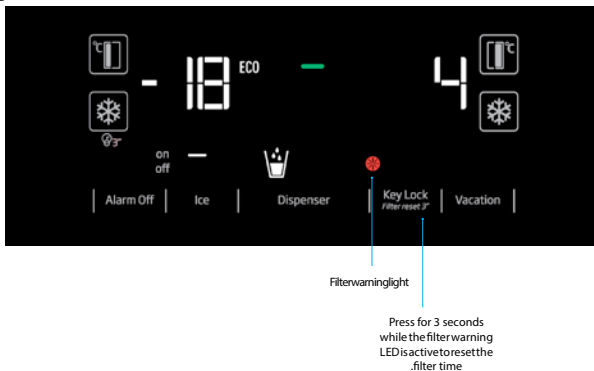 °C
°C
- 18
ECO
4
3"
on
off
Alarm Off
Ice
Dispenser
Key Lock
Filter reset 3"
Vacation
Filterwarninglight
Press for 3 seconds
while the filter warning
LED is active to reset the
.filter time